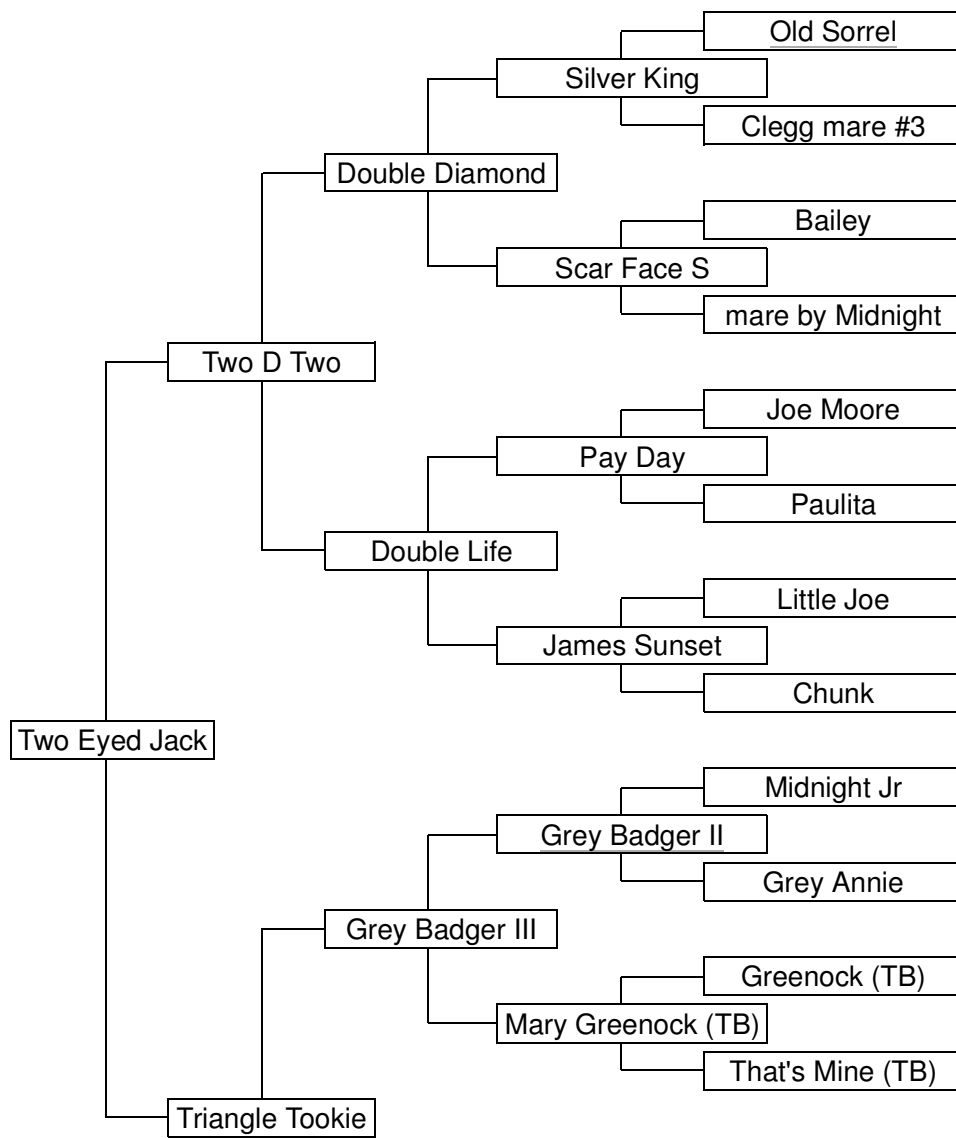 Old Sorrel
Silver King
Clegg mare #3
Double Diamond
Bailey
Scar Face S
mare by Midnight
Two D Two
Joe Moore
Pay Day
Paulita
Double Life
Little Joe
James Sunset
Chunk
Two Eyed Jack
Midnight Jr
Grey Badger II
Grey Annie
Grey Badger III
Greenock (TB)
Mary Greenock (TB)
That's Mine (TB)
Triangle Tookie